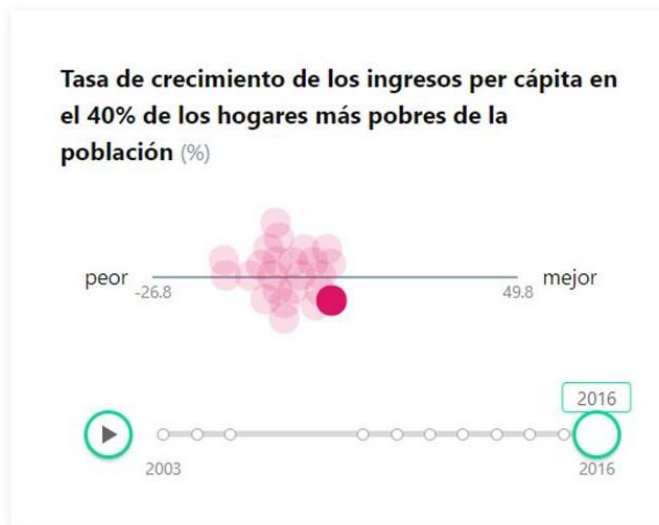 Tasa de crecimiento de los ingresos per cápita en
el 40% de los hogares más pobres de la
población (%)
peor
-26.8
49.8
mejor
2016
2003
2016